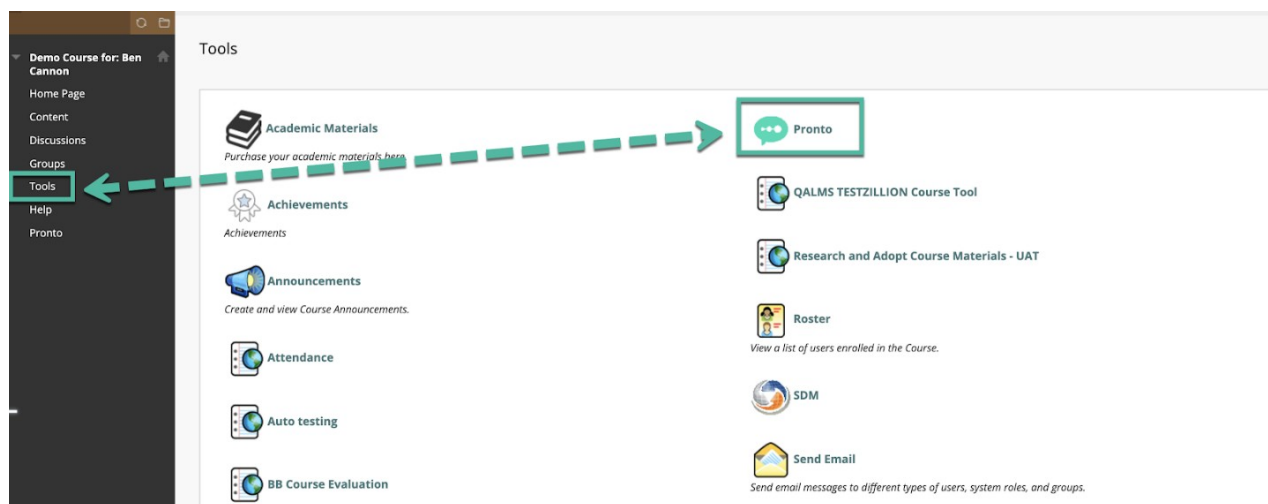 Demo Course for: Ben
Cannon
Home Page
Content
Discussions
Groups
Tools
Help
Pronto
Tools
Academic Materials
Purchase your academic materials here
Achievements
Achievements
Announcements
Create and view Course Announcements.
Attendance
Auto testing
BB Course Evaluation
Pronto
QALMS TESTZILLION Course Tool
Research and Adopt Course Materials - UAT
Roster
View a list of users enrolled in the Course.
SDM
Send Email
Send email messages to different types of users, system roles, and groups.